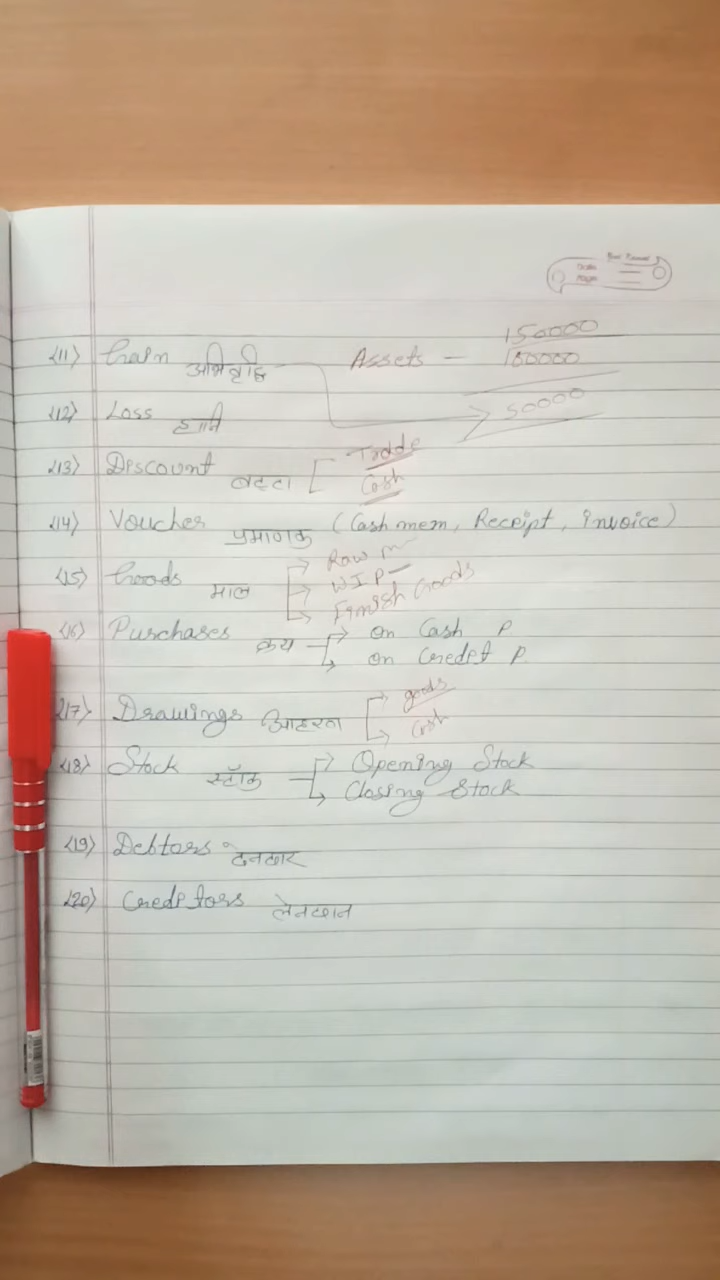 150000
(11) Gain अभिवृद्धि Assets - 100000
50000
(12) Loss हानि
(13) Discount बट्टा Trade
Cash
(14) Voucher प्रमाणक (Cash mem, Receipt, invoice)
Raw m
(15) Goods माल W.I.P
Finish Goods
(16) Purchases क्रय on Cash P
on Credit P.
goods
(17) Drawings आहरण Cash
(18) Stock स्टॉक Opening Stock
Closing Stock
(19) Debtors देनदार
(20) Creditors लेनदान